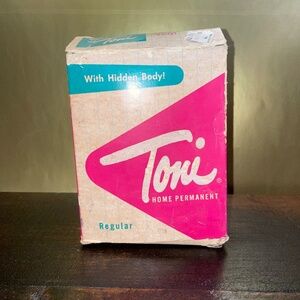 With Hidden Body!
Toni®
HOME PERMANENT
Regular